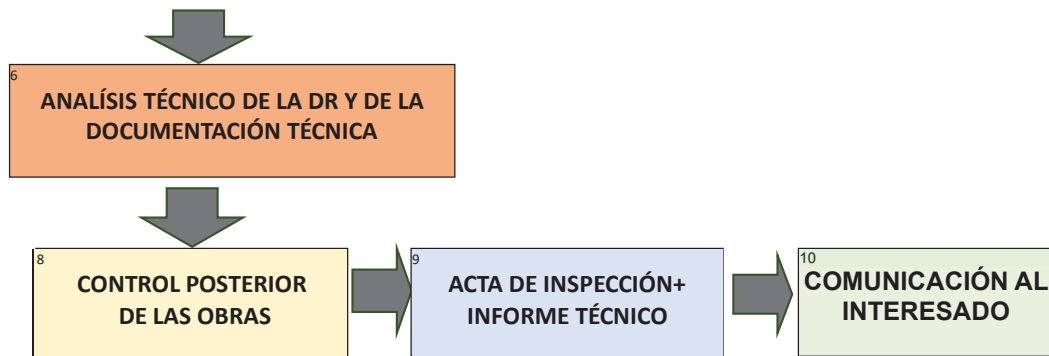 6
ANALÍSIS TÉCNICO DE LA DR Y DE LA
DOCUMENTACIÓN TÉCNICA
8
CONTROL POSTERIOR
DE LAS OBRAS
9
ACTA DE INSPECCIÓN+
INFORME TÉCNICO
10
COMUNICACIÓN AL
INTERESADO